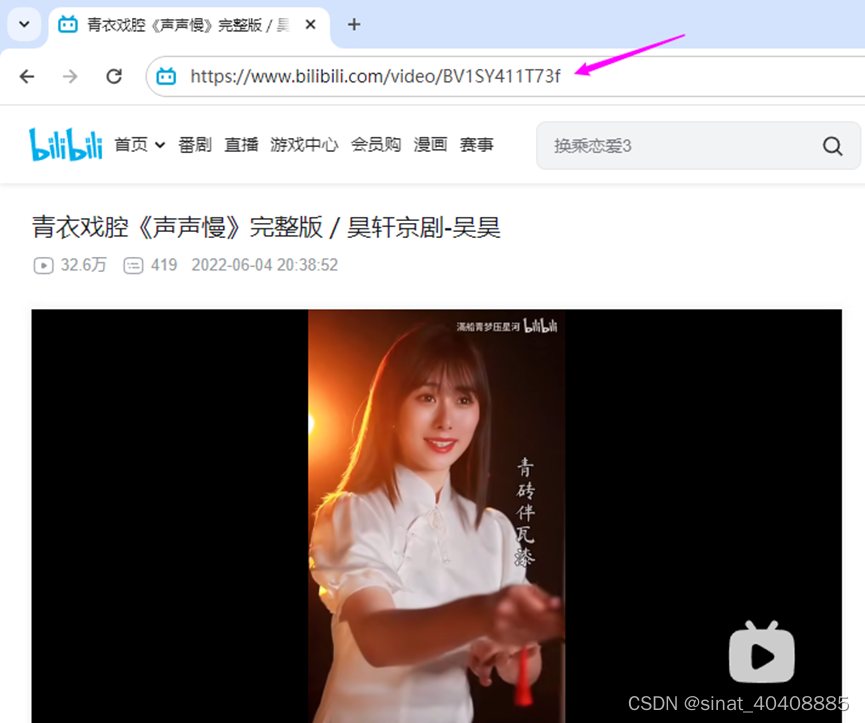 青衣戏腔《声声慢》完整版 / 昊
https://www.bilibili.com/video/BV1SY411T73f
bilibili 首页 番剧 直播 游戏中心 会员购 漫画 赛事 换乘恋爱3
青衣戏腔《声声慢》完整版 / 昊轩京剧-吴昊
32.6万 419 2022-06-04 20:38:52
满船青梦压星河 bilibili
青砖伴瓦漆
CSDN @sinat_40408885